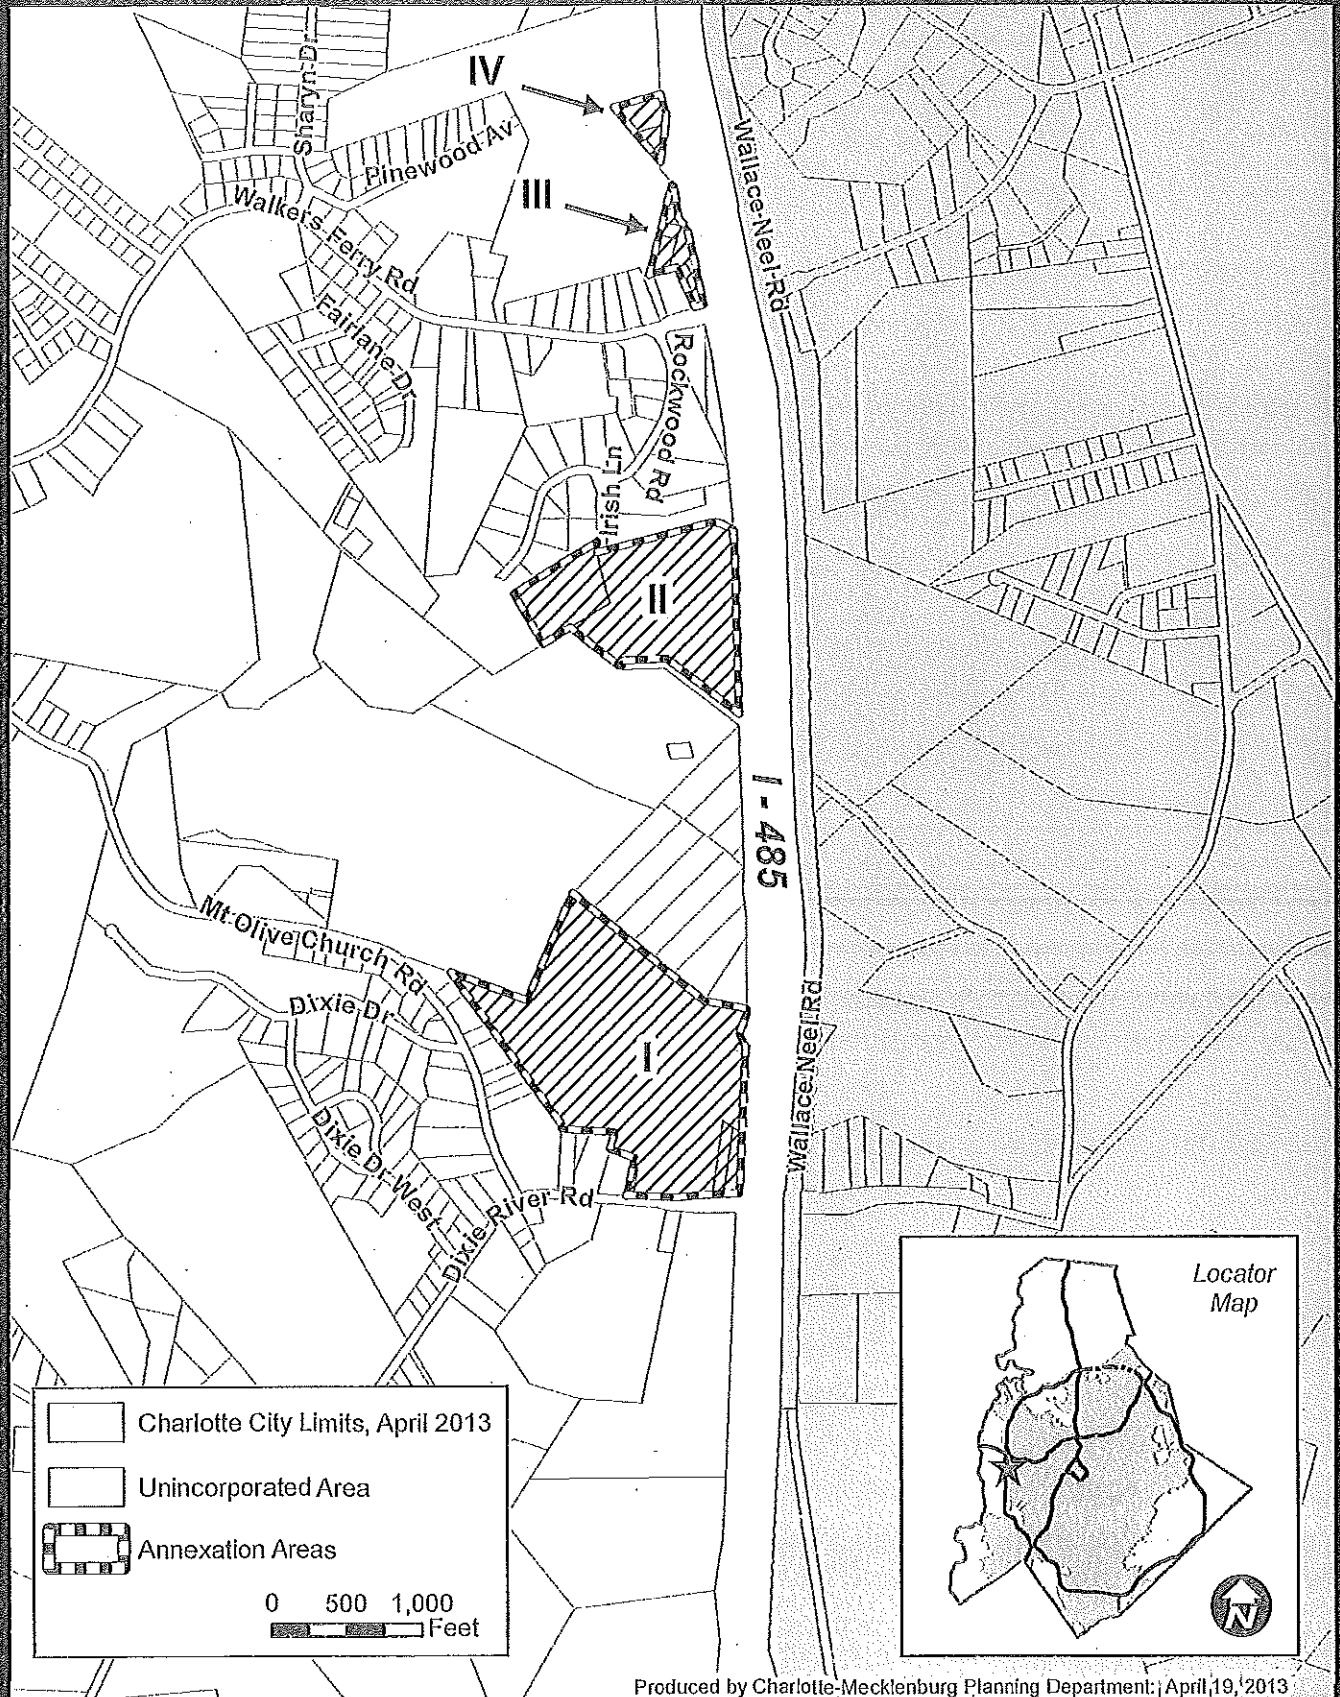 IV
Sharyn Dr
Pinewood Av
Wallace Neel Rd
III
Walkers Ferry Rd
Fairlane Dr
Rockwood Rd
Irish Ln
II
I - 485
Mt Olive Church Rd
Dixie Dr
I
Wallace Neel Rd
Dixie Dr West
Dixie River Rd
Locator
Map
Charlotte City Limits, April 2013
Unincorporated Area
Annexation Areas
0 500 1,000
Feet
N
Produced by Charlotte-Mecklenburg Planning Department; April,19, 2013